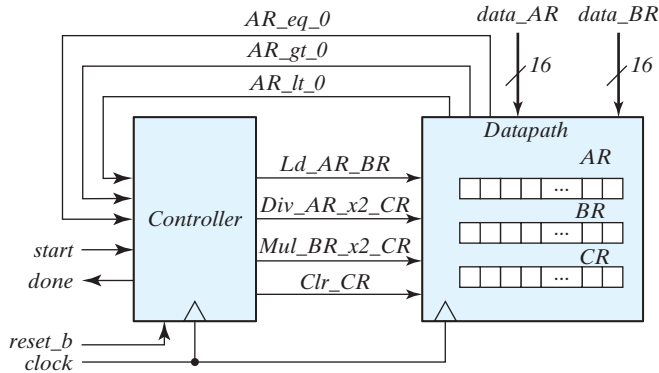 AR_eq_0
data_AR
data_BR
AR_gt_0
16
16
AR_lt_0
Datapath
AR
Ld_AR_BR
...
Controller
Div_AR_x2_CR
BR
...
start
Mul_BR_x2_CR
CR
done
Clr_CR
...
reset_b
clock